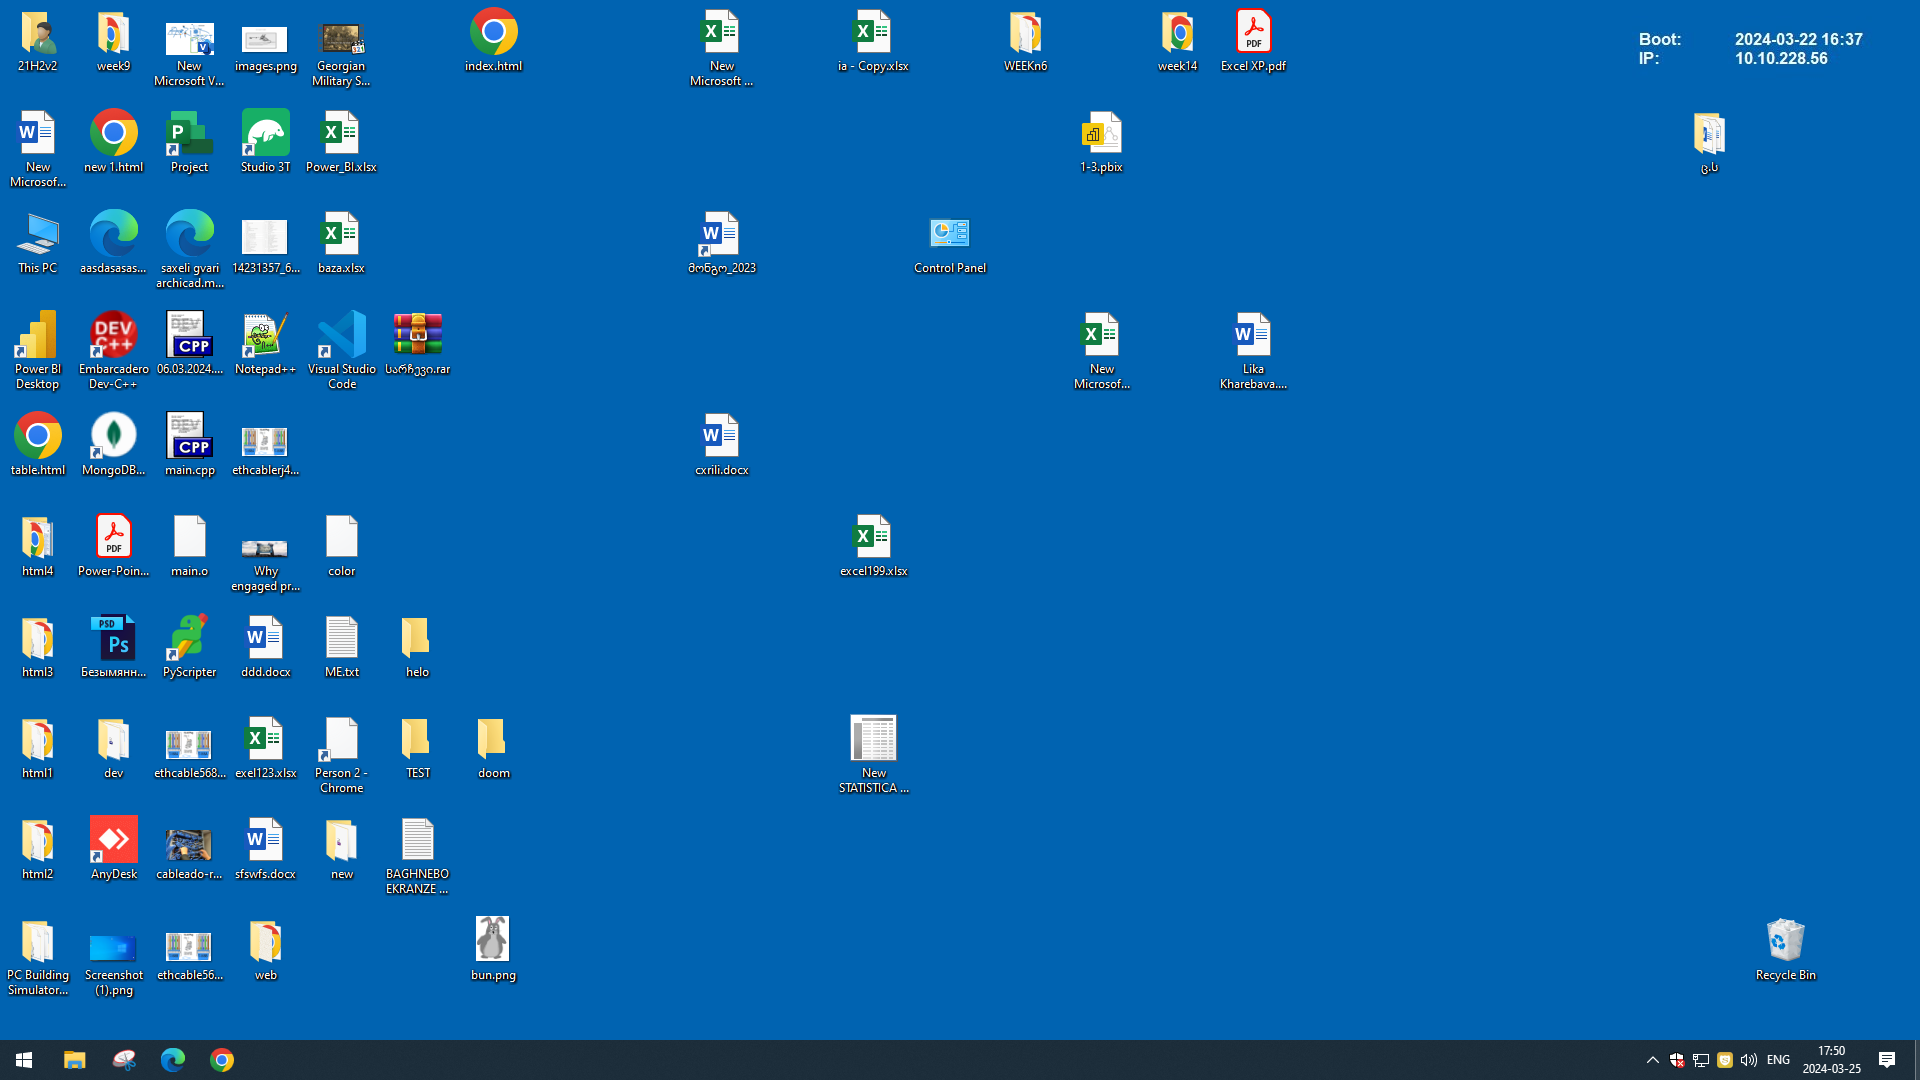 21H2v2
week9
New
Microsoft V...
images.png
Georgian
Military S...
index.html
New
Microsoft ...
ia - Copy.xlsx
WEEKn6
week14
Excel XP.pdf
Boot: 2024-03-22 16:37
IP: 10.10.228.56
New
Microsof...
new 1.html
Project
Studio 3T
Power_BI.xlsx
1-3.pbix
ც.ს
This PC
aasdasasas...
saxeli gvari
archicad.m...
14231357_6...
baza.xlsx
მონგო_2023
Control Panel
Power BI
Desktop
Embarcadero
Dev-C++
06.03.2024....
Notepad++
Visual Studio
Code
სარჩევი.rar
New
Microsof...
Lika
Kharebava....
table.html
MongoDB...
main.cpp
ethcablerj4...
cxrili.docx
html4
Power-Poin...
main.o
Why
engaged pr...
color
excel199.xlsx
html3
Безымянн...
PyScripter
ddd.docx
ME.txt
helo
html1
dev
ethcable568...
exel123.xlsx
Person 2 -
Chrome
TEST
doom
New
STATISTICA ...
html2
AnyDesk
cableado-r...
sfswfs.docx
new
BAGHNEBO
EKRANZE ...
PC Building
Simulator...
Screenshot
(1).png
ethcable56...
web
bun.png
Recycle Bin
ENG
17:50
2024-03-25